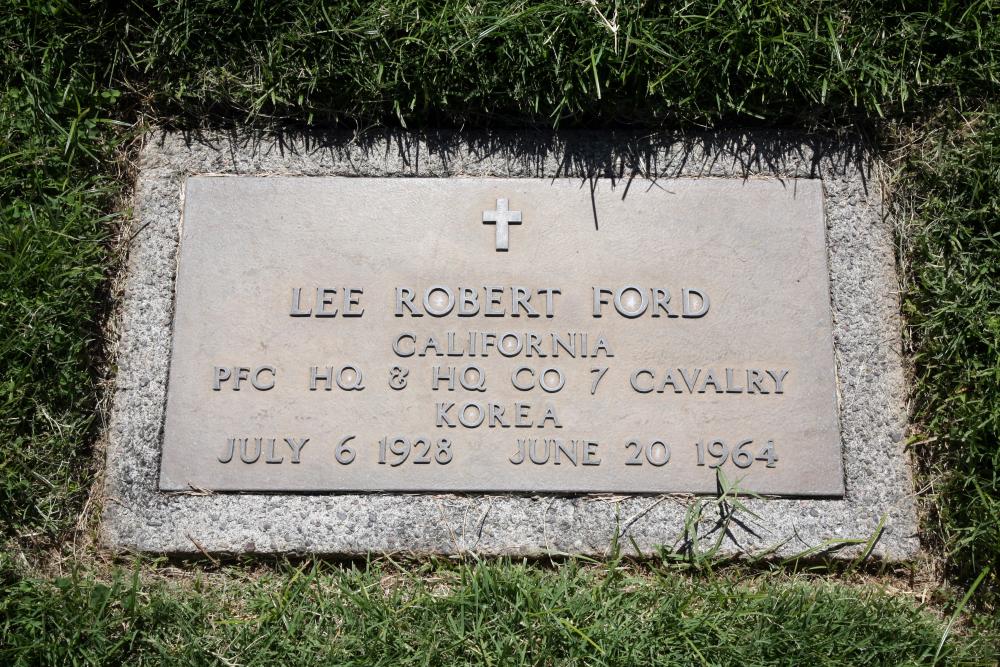 LEE ROBERT FORD
CALIFORNIA
PFC HQ & HQ CO 7 CAVALRY
KOREA
JULY 6 1928 JUNE 20 1964